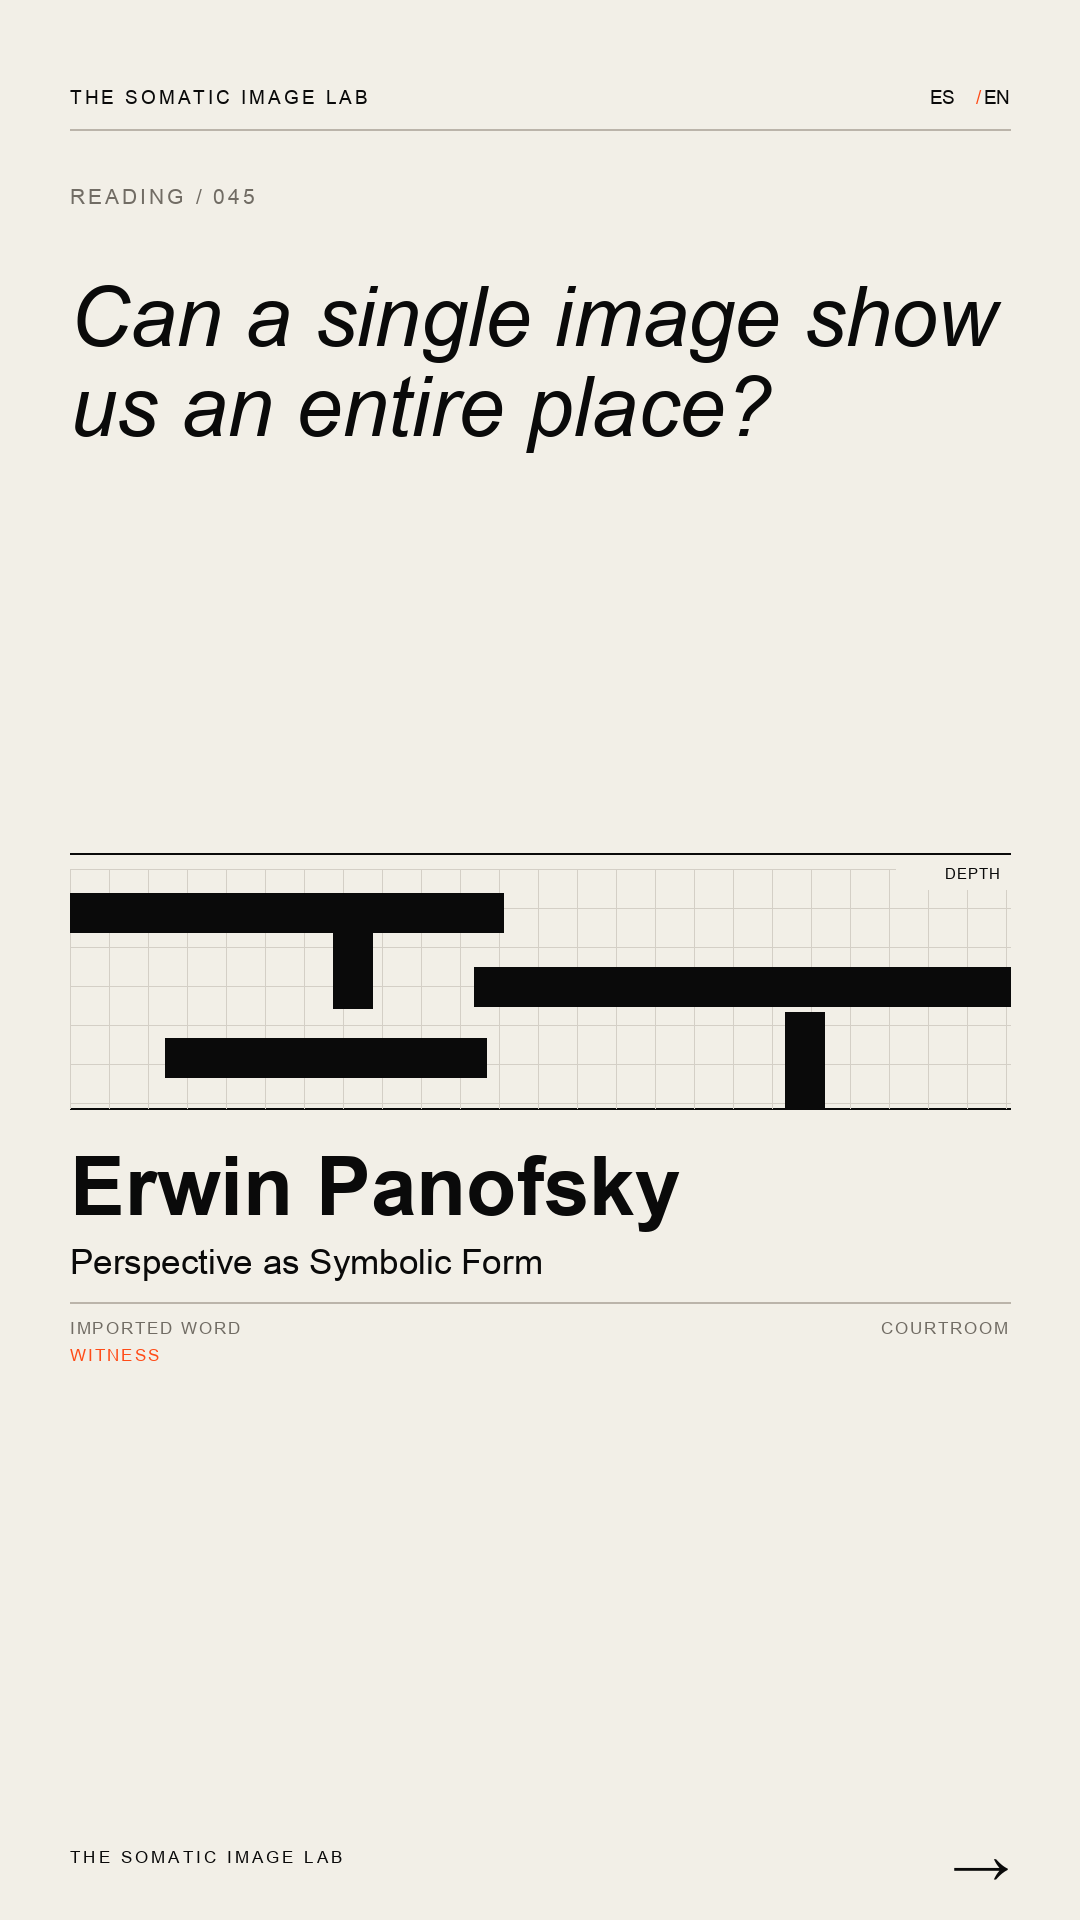 THE SOMATIC IMAGE LAB
ES /EN
READING / 045
Can a single image show
us an entire place?
DEPTH
Erwin Panofsky
Perspective as Symbolic Form
IMPORTED WORD
COURTROOM
WITNESS
THE SOMATIC IMAGE LAB
→